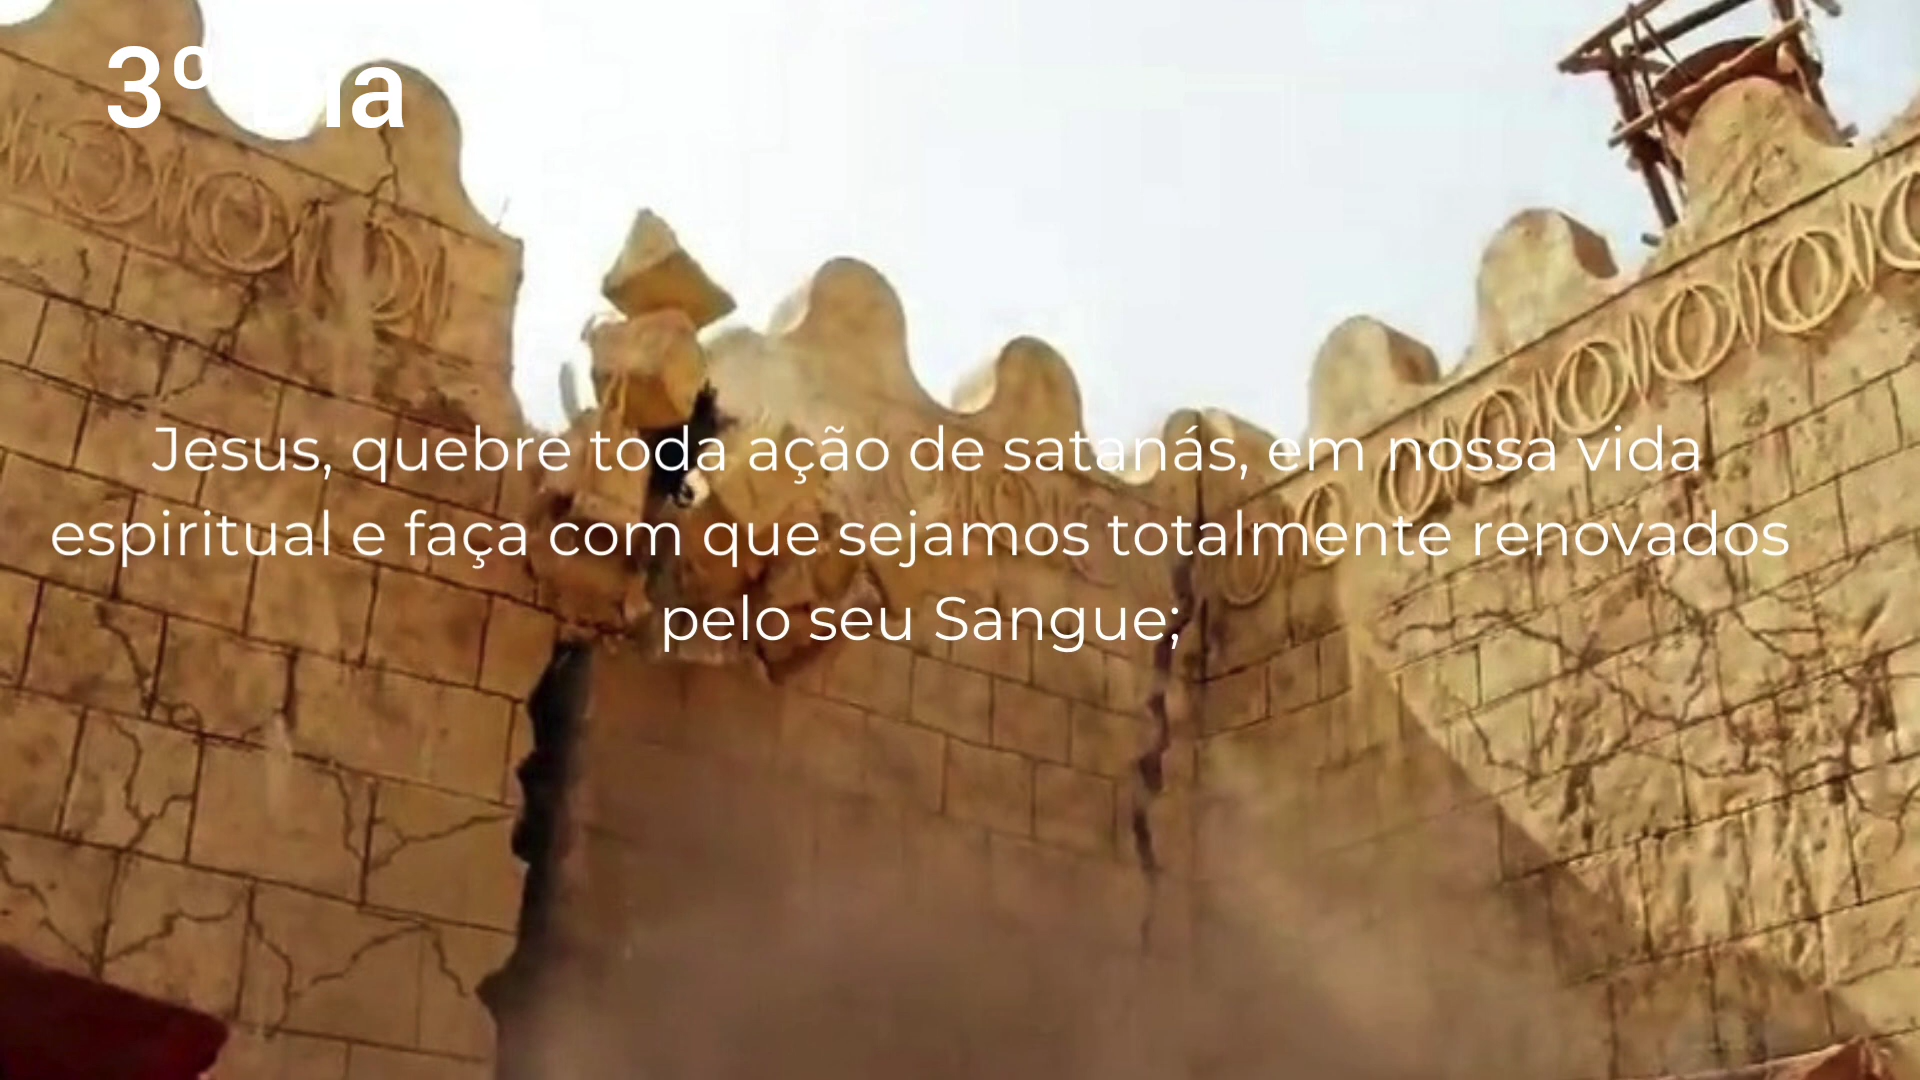 3º Dia
Jesus, quebre toda ação de satanás, em nossa vida
espiritual e faça com que sejamos totalmente renovados
pelo seu Sangue;